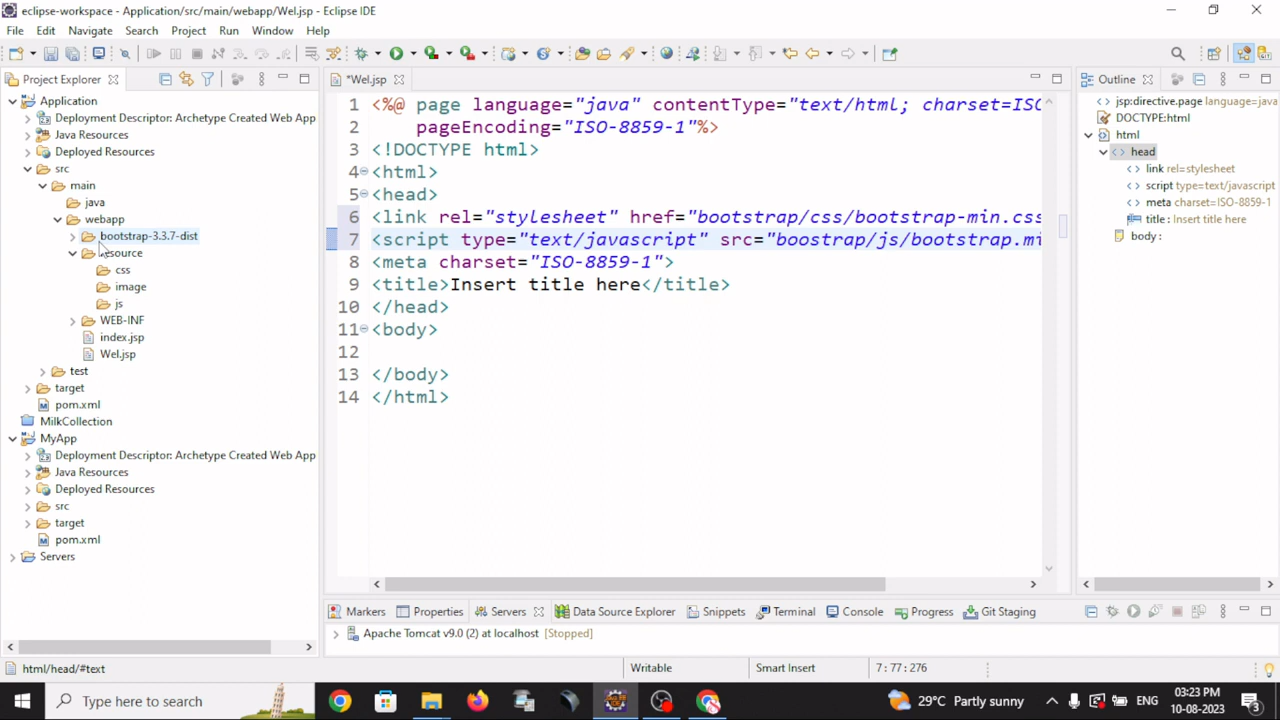 eclipse-workspace - Application/src/main/webapp/Wel.jsp - Eclipse IDE
File Edit Navigate Search Project Run Window Help
Project Explorer
Application
Deployment Descriptor: Archetype Created Web App
Java Resources
Deployed Resources
src
main
java
webapp
bootstrap-3.3.7-dist
resource
css
image
js
WEB-INF
index.jsp
Wel.jsp
test
target
pom.xml
MilkCollection
MyApp
Deployment Descriptor: Archetype Created Web App
Java Resources
Deployed Resources
src
target
pom.xml
Servers
*Wel.jsp
1 <%@ page language="java" contentType="text/html; charset=ISO
2 pageEncoding="ISO-8859-1"%>
3 <!DOCTYPE html>
4 <html>
5 <head>
6 <link rel="stylesheet" href="bootstrap/css/bootstrap-min.css
7 <script type="text/javascript" src="boostrap/js/bootstrap.mi
8 <meta charset="ISO-8859-1">
9 <title>Insert title here</title>
10 </head>
11 <body>
12
13 </body>
14 </html>
Outline
jsp:directive.page language=java
DOCTYPE:html
html
head
link rel=stylesheet
script type=text/javascript
meta charset=ISO-8859-1
title : Insert title here
body :
Markers Properties Servers Data Source Explorer Snippets Terminal Console Progress Git Staging
Apache Tomcat v9.0 (2) at localhost [Stopped]
html/head/#text Writable Smart Insert 7 : 77 : 276
Type here to search
29°C Partly sunny
ENG
03:23 PM
10-08-2023
3